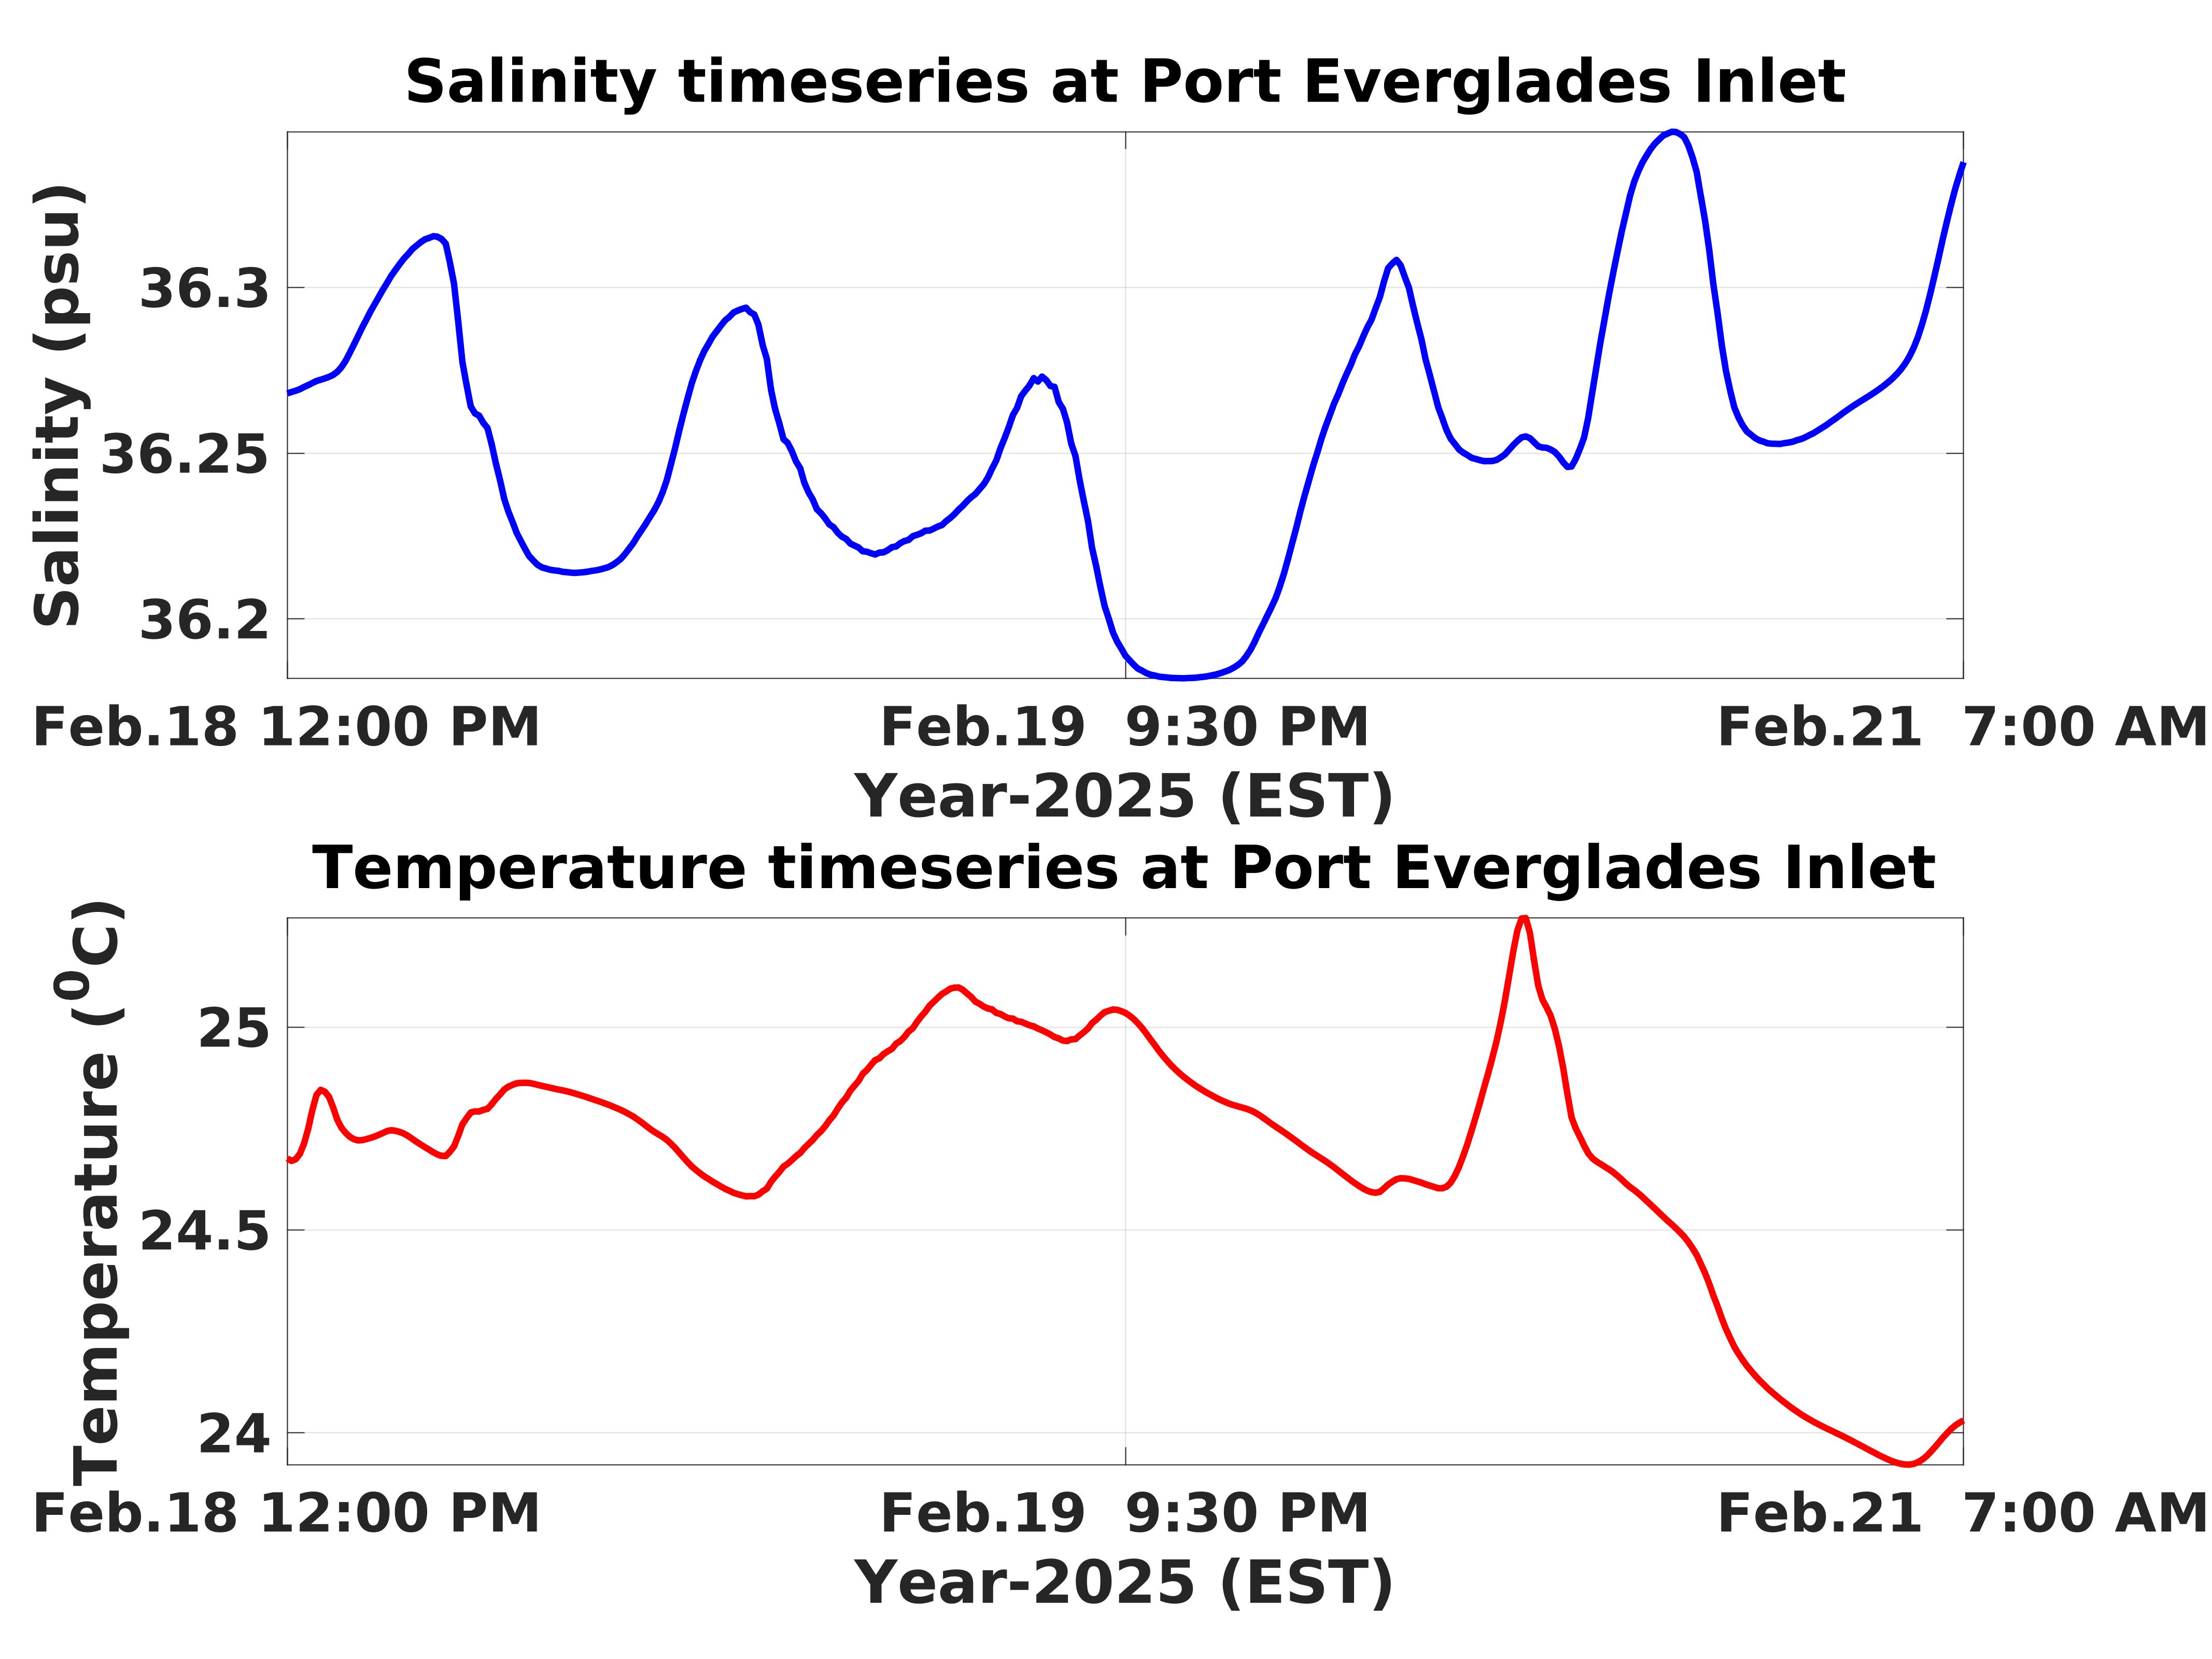 Salinity timeseries at Port Everglades Inlet
Salinity (psu)
36.3
36.25
36.2
Feb.18 12:00 PM Feb.19 9:30 PM Feb.21 7:00 AM
Year-2025 (EST)
Temperature timeseries at Port Everglades Inlet
Temperature (⁰C)
25
24.5
24
Feb.18 12:00 PM Feb.19 9:30 PM Feb.21 7:00 AM
Year-2025 (EST)